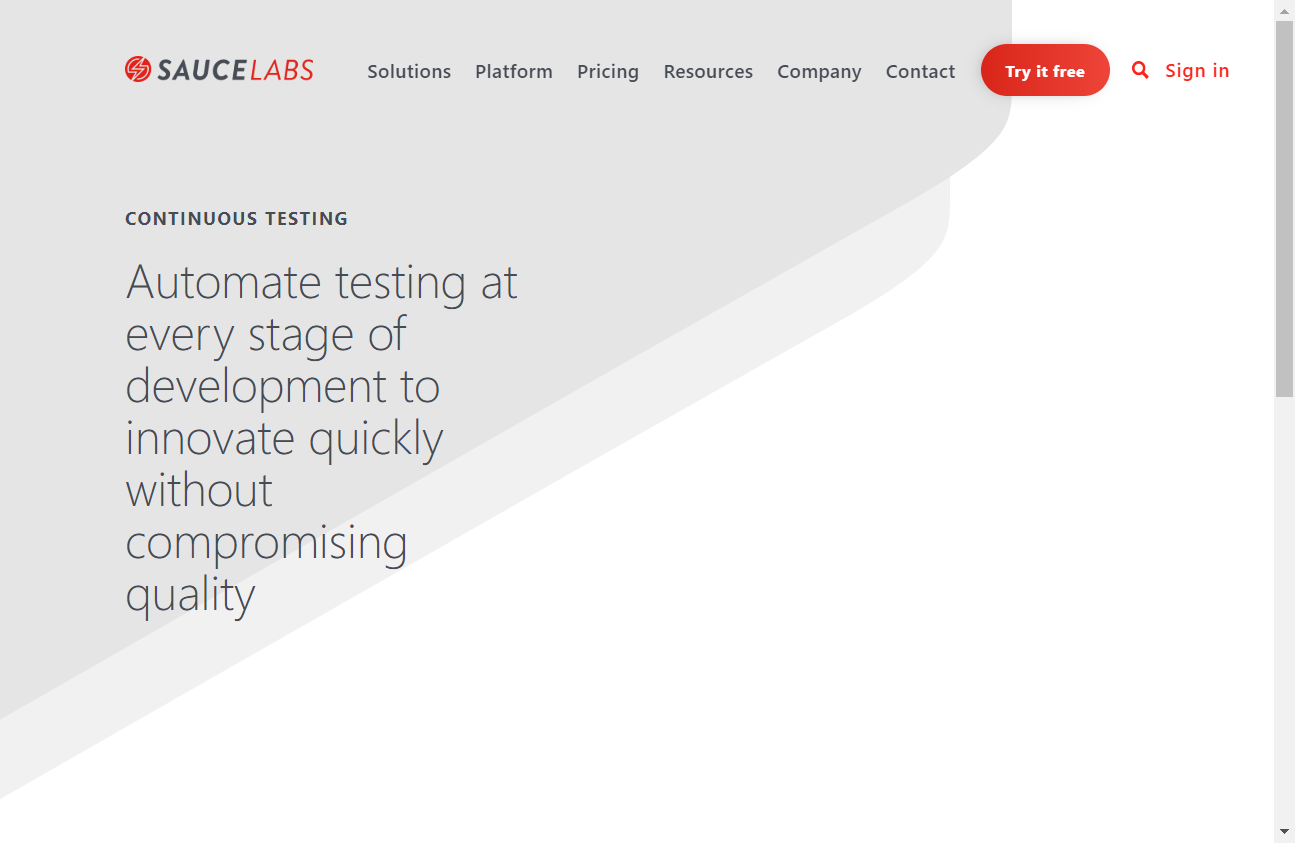 SAUCELABS Solutions Platform Pricing Resources Company Contact Try it free Sign in
CONTINUOUS TESTING
Automate testing at
every stage of
development to
innovate quickly
without
compromising
quality